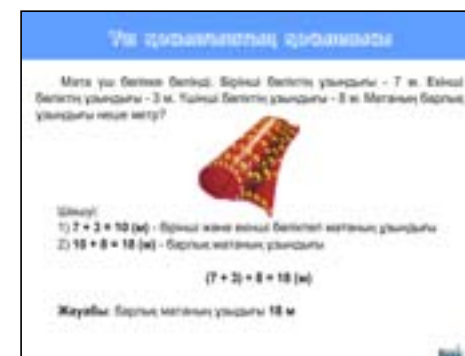 Үш қосылғыштың қосындысы
Мата үш бөлікке бөлінді. Бірінші бөліктің ұзындығы - 7 м. Екінші
бөліктің ұзындығы - 3 м. Үшінші бөліктің ұзындығы - 8 м. Матаның барлық
ұзындығы неше метр?
Шешуі:
1) 7 + 3 = 10 (м) - бірінші және екінші бөліктегі матаның ұзындығы
2) 10 + 8 = 18 (м) - барлық матаның ұзындығы
(7 + 3) + 8 = 18 (м)
Жауабы: барлық матаның ұзындығы 18 м